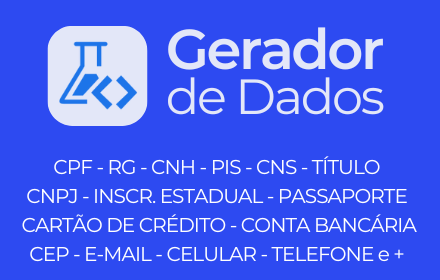 Gerador
de Dados
CPF - RG - CNH - PIS - CNS - TÍTULO
CNPJ - INSCR. ESTADUAL - PASSAPORTE
CARTÃO DE CRÉDITO - CONTA BANCÁRIA
CEP - E-MAIL - CELULAR - TELEFONE e +